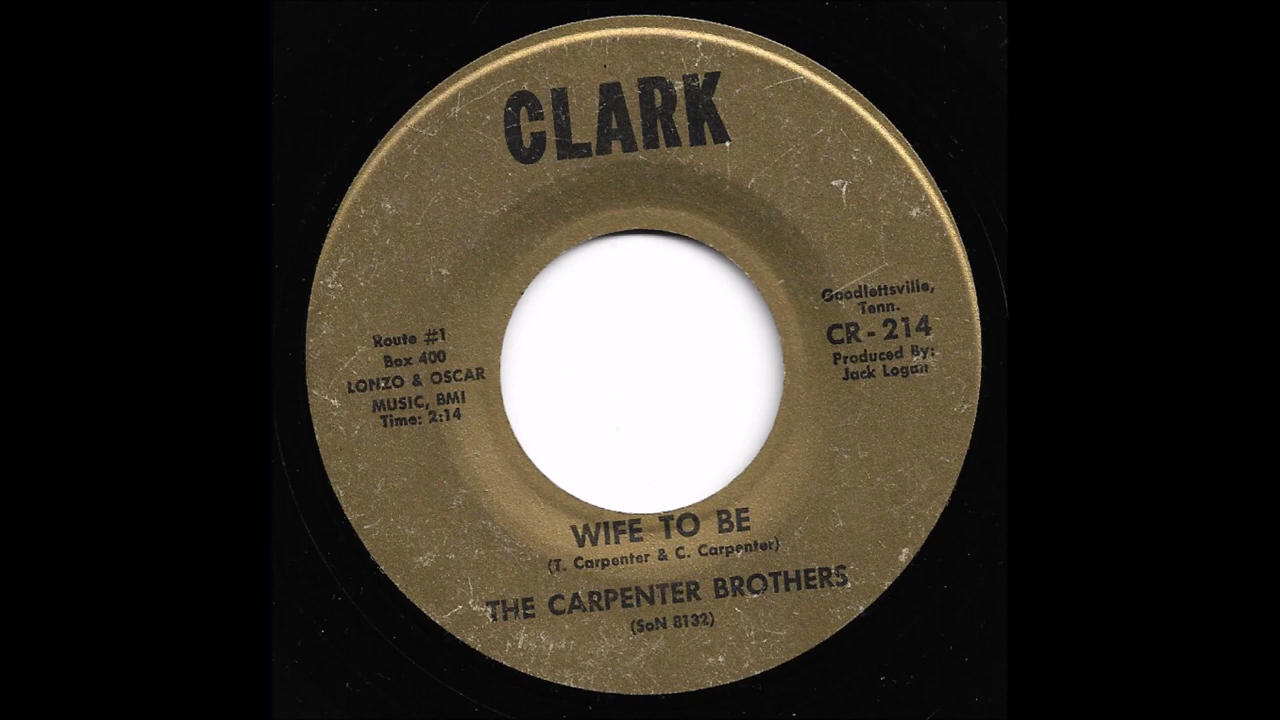 CLARK
Route #1
Box 400
LONZO & OSCAR
MUSIC, BMI
Time: 2:14
Goodlettsville,
Tenn.
CR-214
Produced By:
Jack Logan
WIFE TO BE
(T. Carpenter & C. Carpenter)
THE CARPENTER BROTHERS
(SoN 8132)